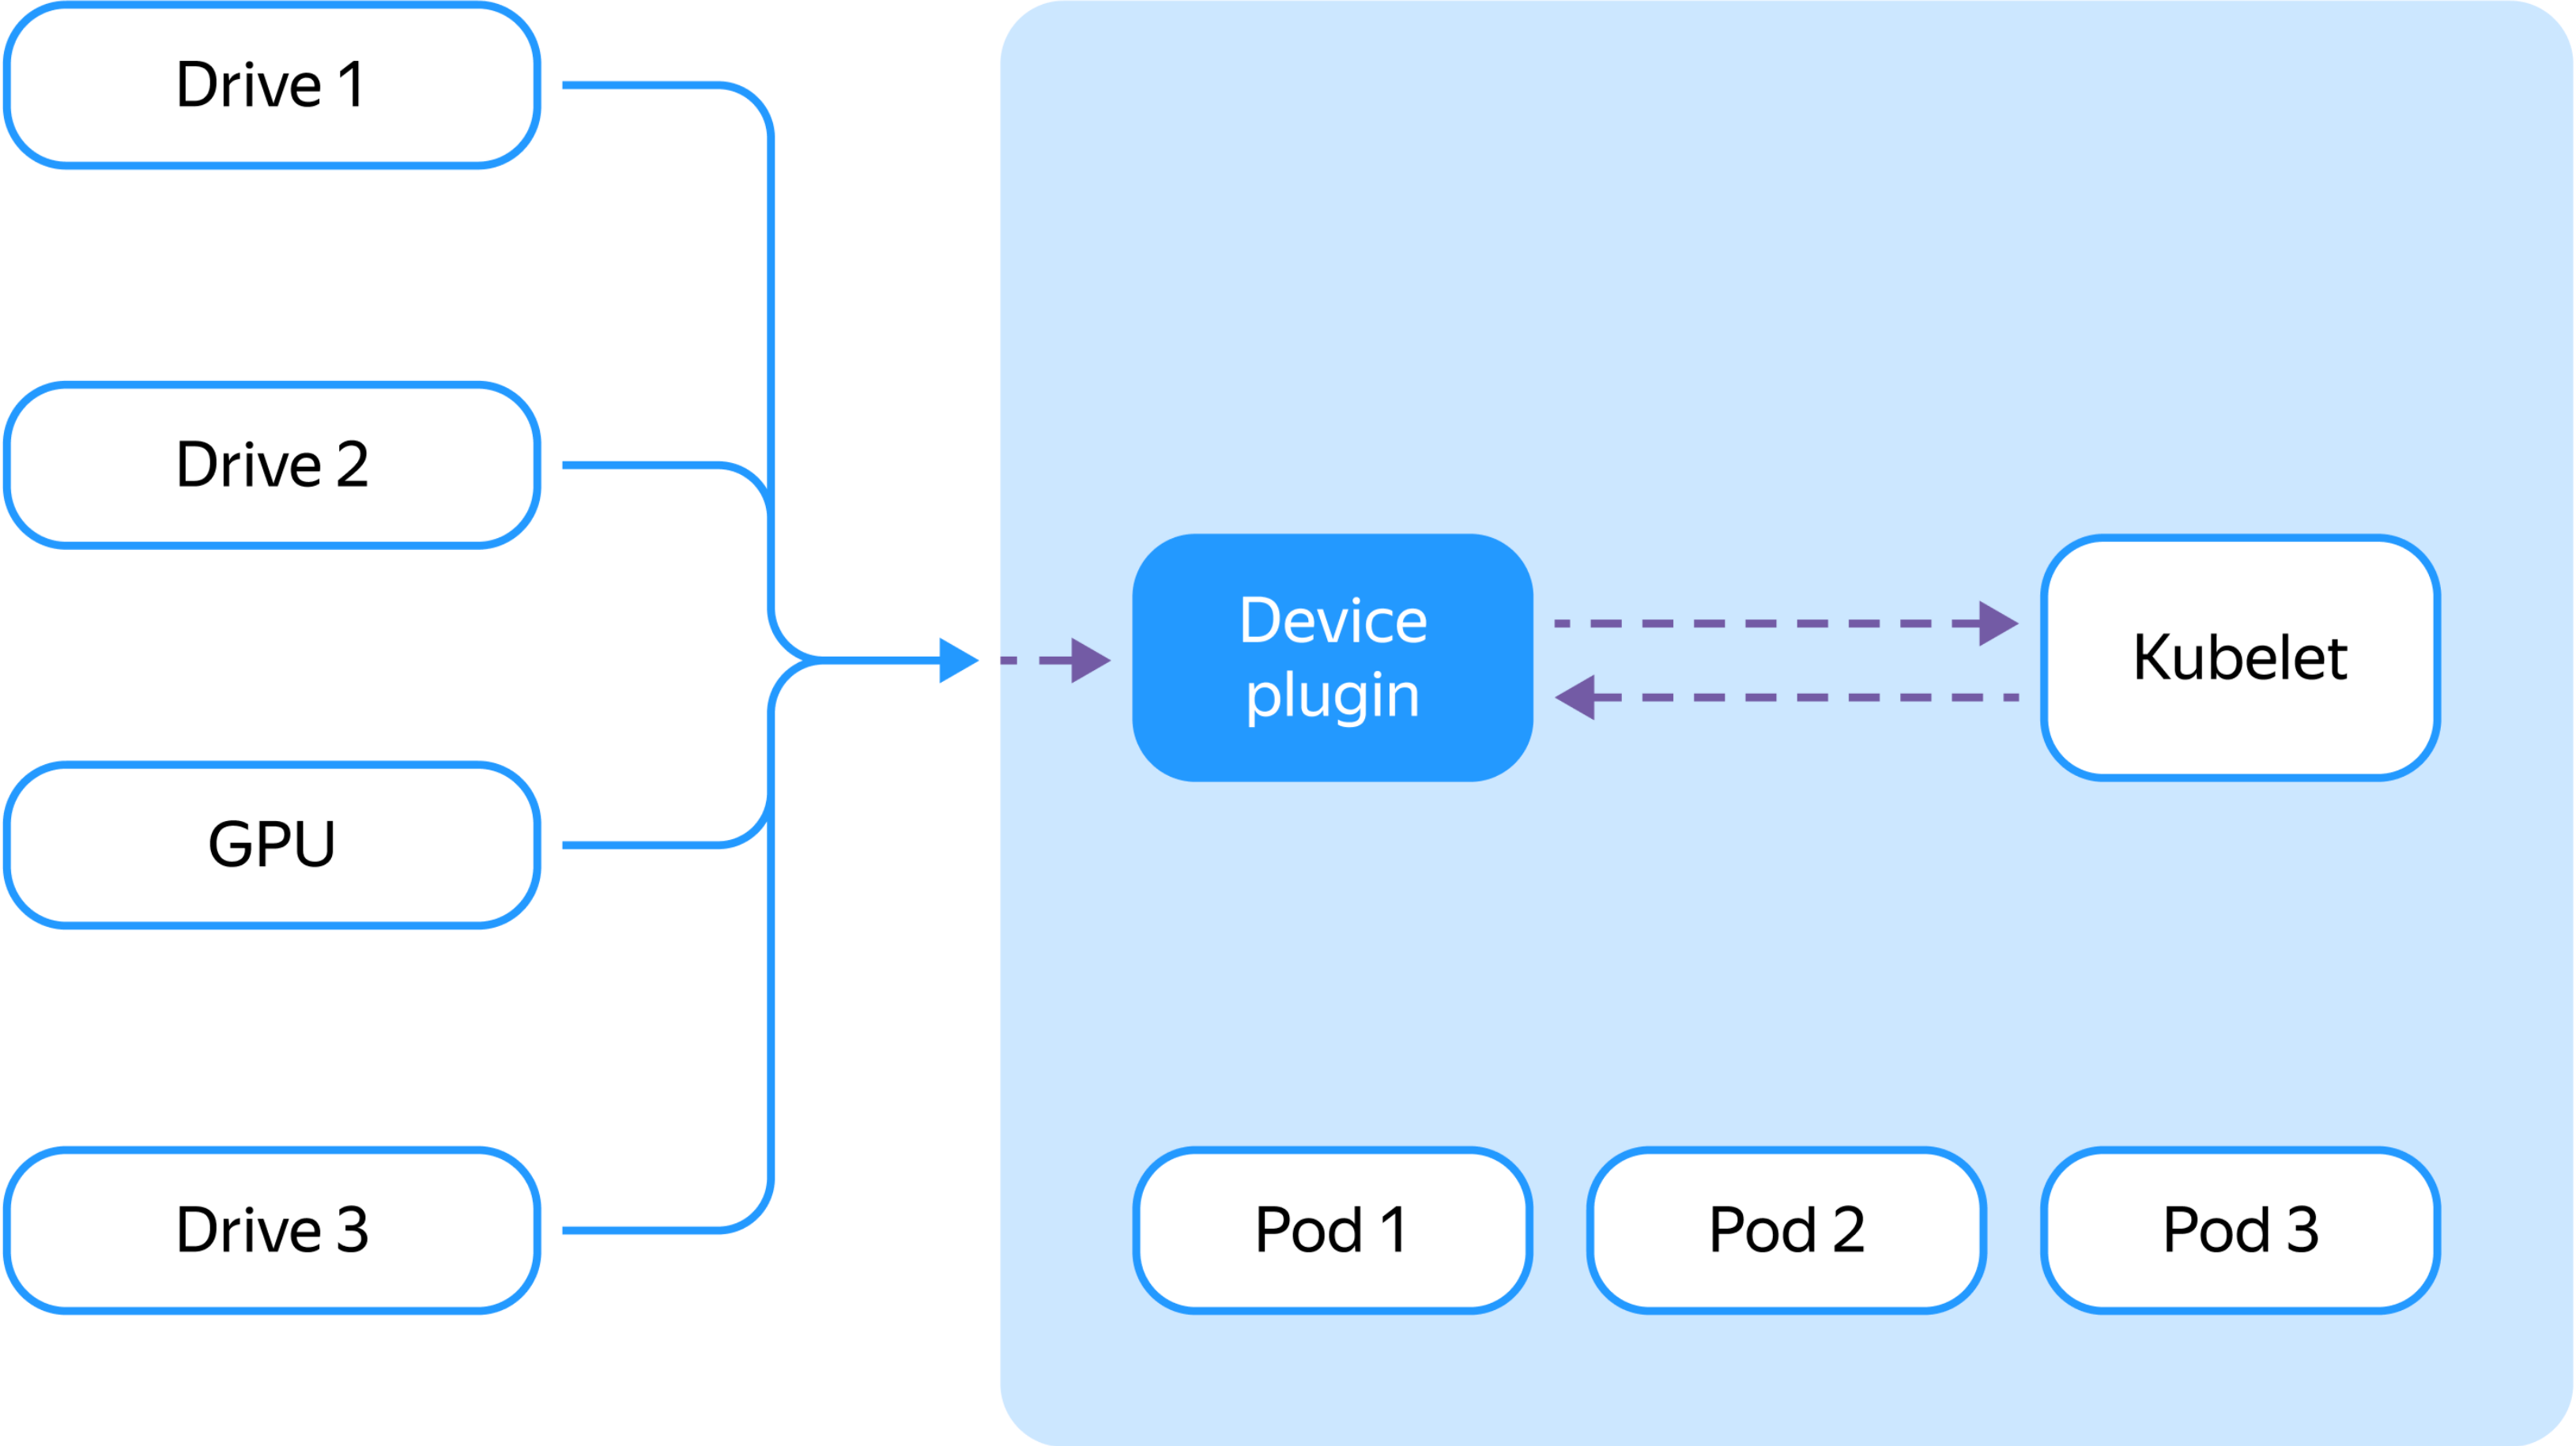 Drive 1
Drive 2
GPU
Drive 3
Device
plugin
Kubelet
Pod 1
Pod 2
Pod 3